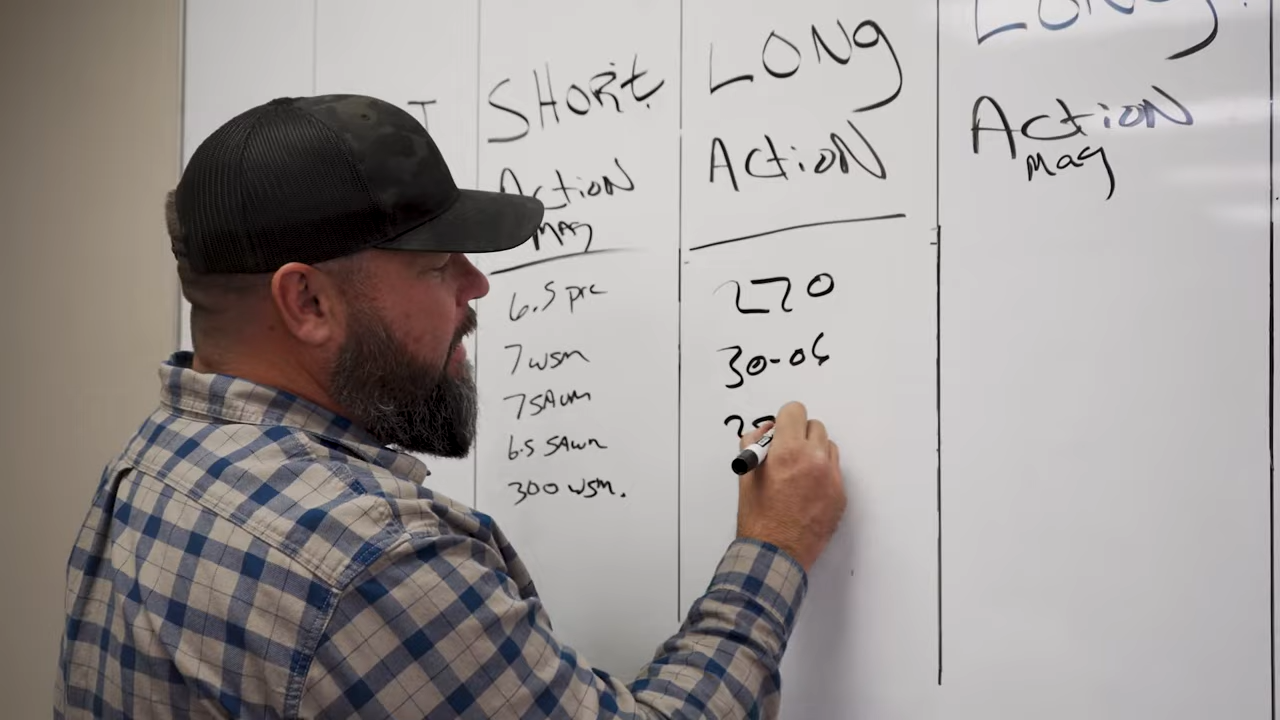 SHORt
Action
MAG
6.5 prc
7 wsm
7 SAum
6.5 SAum
300 wsm.
LONg
Action
270
30-06
LONg
Action
mag